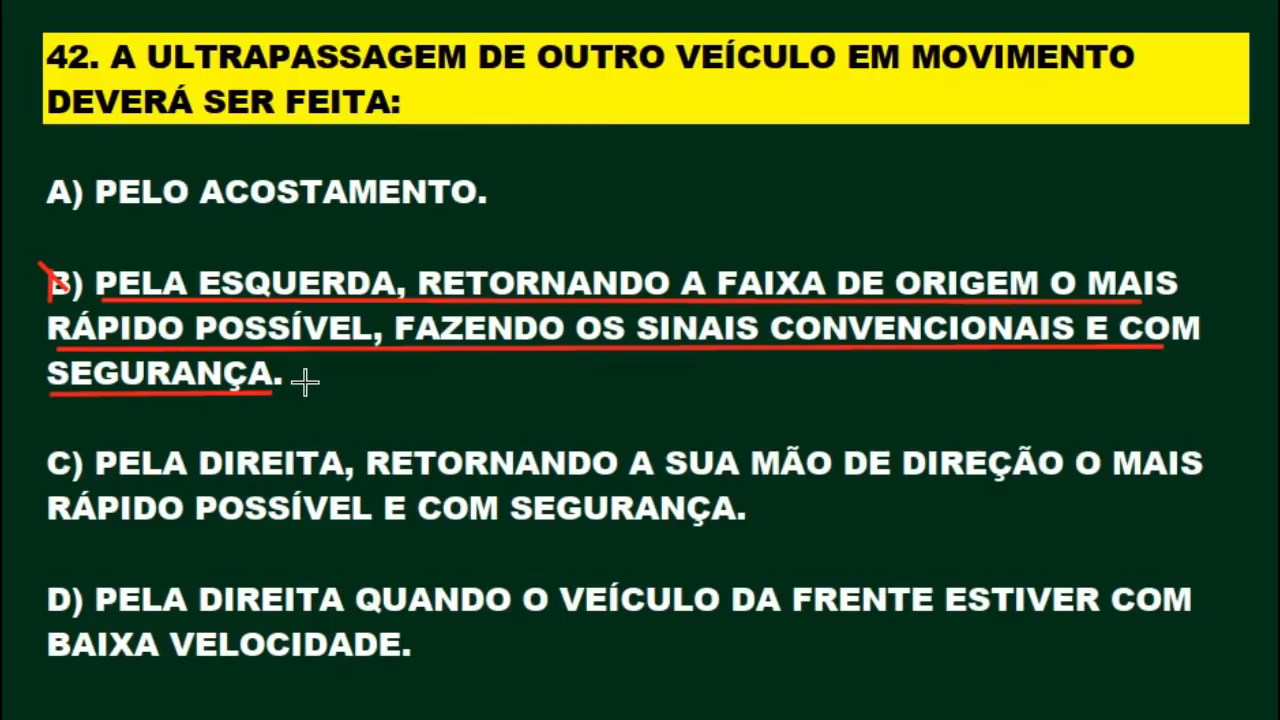 42. A ULTRAPASSAGEM DE OUTRO VEÍCULO EM MOVIMENTO
DEVERÁ SER FEITA:
A) PELO ACOSTAMENTO.
B) PELA ESQUERDA, RETORNANDO A FAIXA DE ORIGEM O MAIS
RÁPIDO POSSÍVEL, FAZENDO OS SINAIS CONVENCIONAIS E COM
SEGURANÇA.
C) PELA DIREITA, RETORNANDO A SUA MÃO DE DIREÇÃO O MAIS
RÁPIDO POSSÍVEL E COM SEGURANÇA.
D) PELA DIREITA QUANDO O VEÍCULO DA FRENTE ESTIVER COM
BAIXA VELOCIDADE.